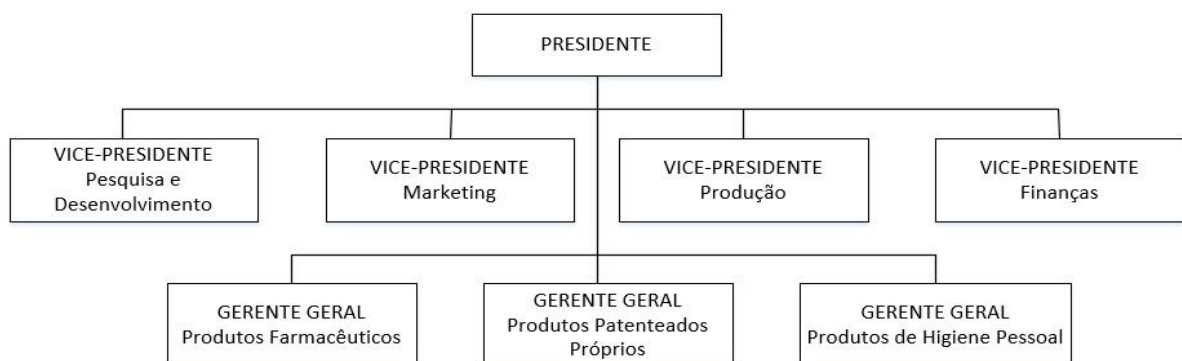 PRESIDENTE
VICE-PRESIDENTE
Pesquisa e
Desenvolvimento
VICE-PRESIDENTE
Marketing
VICE-PRESIDENTE
Produção
VICE-PRESIDENTE
Finanças
GERENTE GERAL
Produtos Farmacêuticos
GERENTE GERAL
Produtos Patenteados
Próprios
GERENTE GERAL
Produtos de Higiene Pessoal